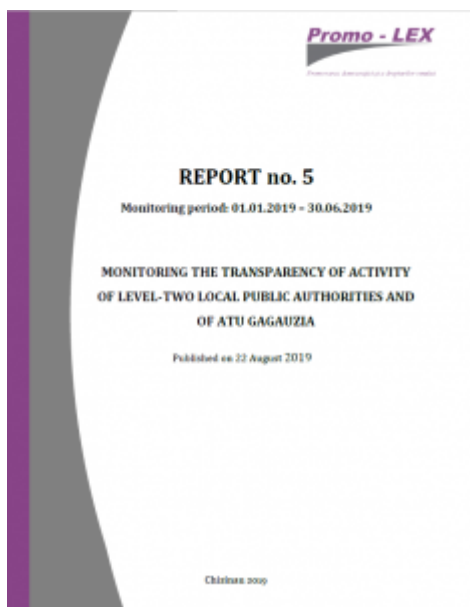 Promo - LEX
REPORT no. 5
Monitoring period: 01.01.2019 – 30.06.2019
MONITORING THE TRANSPARENCY OF ACTIVITY
OF LEVEL-TWO LOCAL PUBLIC AUTHORITIES AND
OF ATU GAGAUZIA
Published on 22 August 2019
Chisinau 2019